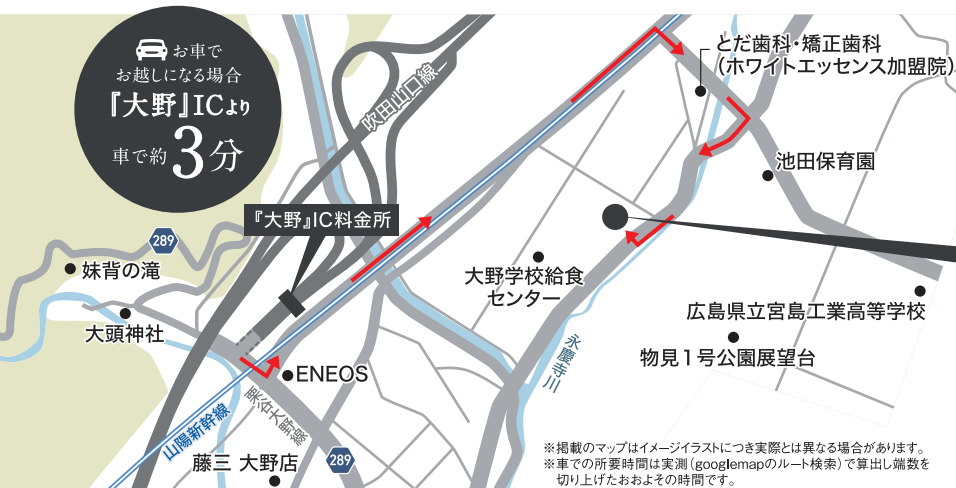 お車で
お越しになる場合
『大野』ICより
車で約3分
吹田山口線
とだ歯科・矯正歯科
（ホワイトエッセンス加盟院）
池田保育園
『大野』IC料金所
289
妹背の滝
大頭神社
大野学校給食
センター
広島県立宮島工業高等学校
物見1号公園展望台
永慶寺川
ENEOS
栗谷大野線
山陽新幹線
289
藤三 大野店
※掲載のマップはイメージイラストにつき実際とは異なる場合があります。
※車での所要時間は実測（googlemapのルート検索）で算出し端数を
切り上げたおおよその時間です。